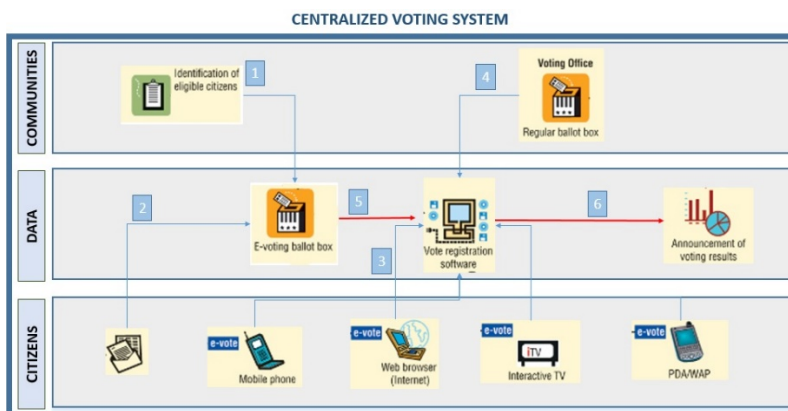 CENTRALIZED VOTING SYSTEM
COMMUNITIES
Identification of
eligible citizens
1
4
Voting Office
Regular ballot box
DATA
2
E-voting ballot box
5
3
Vote registration
software
6
Announcement of
voting results
CITIZENS
e-vote
Mobile phone
e-vote
Web browser
(Internet)
e-vote
iTV
Interactive TV
e-vote
PDA/WAP